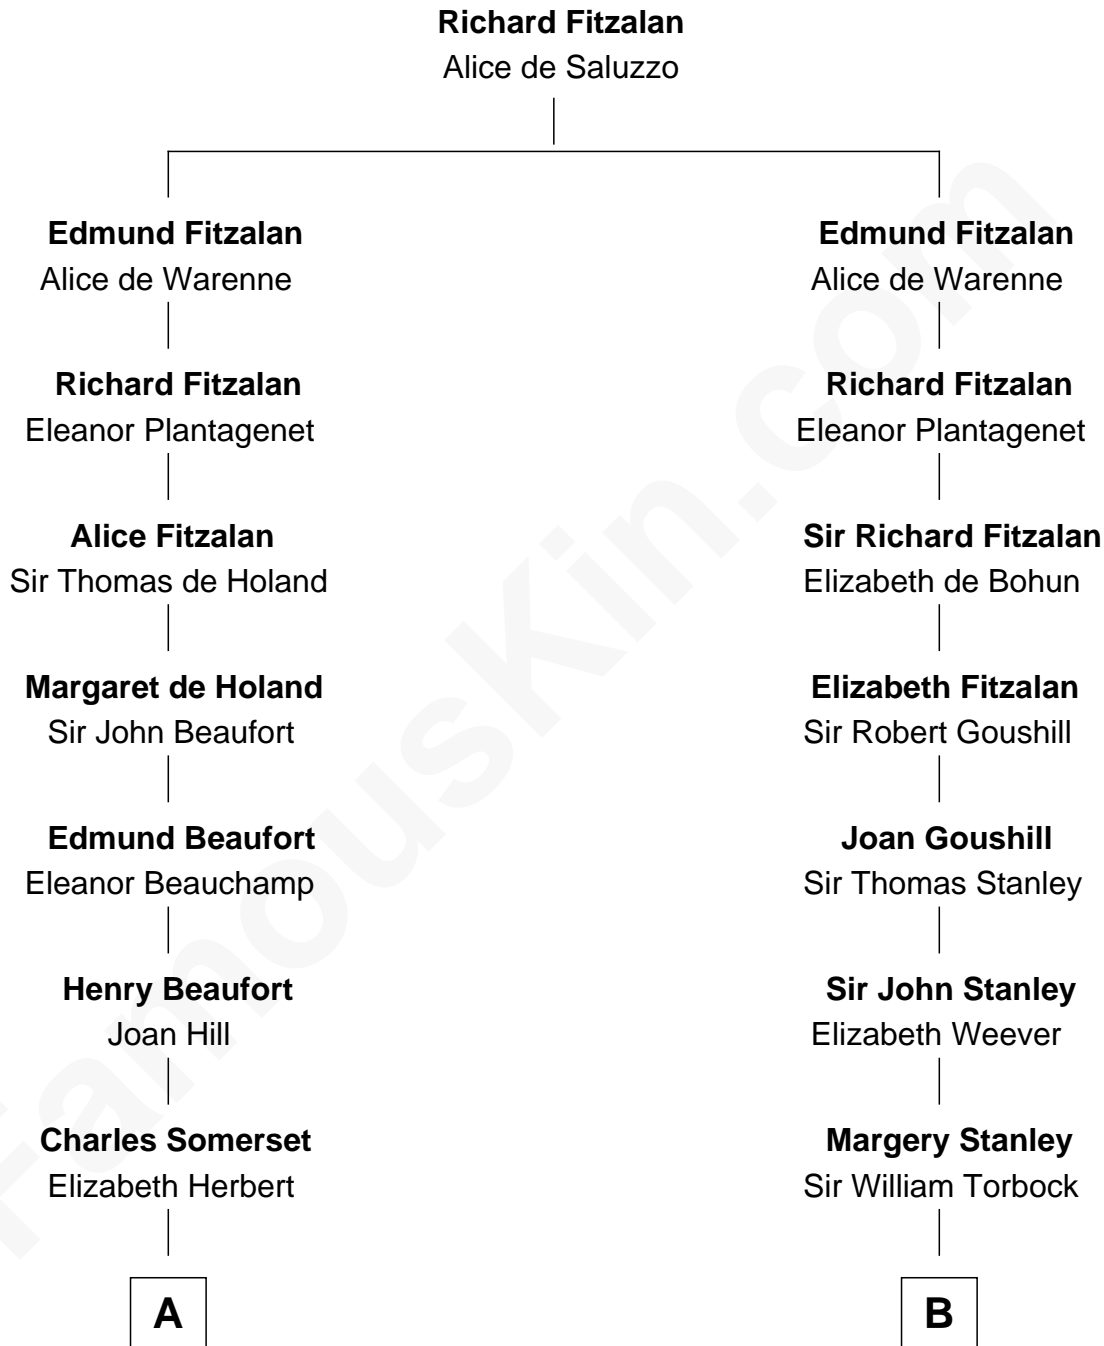 Richard Fitzalan
Alice de Saluzzo
Edmund Fitzalan
Alice de Warenne
Edmund Fitzalan
Alice de Warenne
Richard Fitzalan
Eleanor Plantagenet
Richard Fitzalan
Eleanor Plantagenet
Alice Fitzalan
Sir Thomas de Holand
Sir Richard Fitzalan
Elizabeth de Bohun
Margaret de Holand
Sir John Beaufort
Elizabeth Fitzalan
Sir Robert Goushill
Edmund Beaufort
Eleanor Beauchamp
Joan Goushill
Sir Thomas Stanley
Henry Beaufort
Joan Hill
Sir John Stanley
Elizabeth Weever
Charles Somerset
Elizabeth Herbert
Margery Stanley
Sir William Torbock
A
B
FamousKin.com